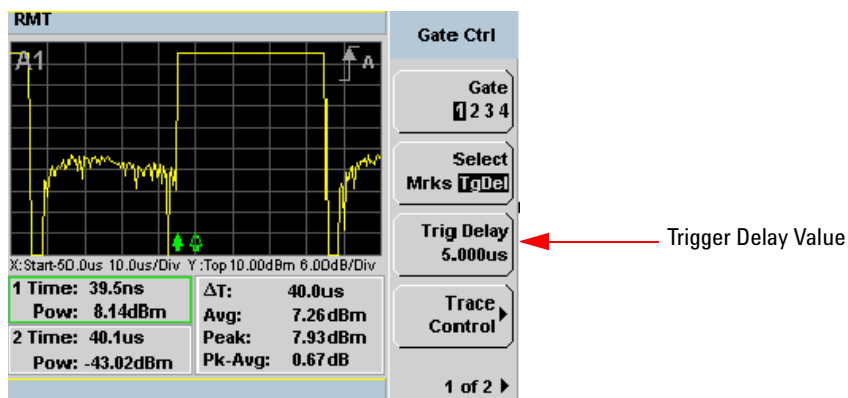 RMT
A1
A
X:Start-50.0us 10.0us/Div Y:Top 10.00dBm 6.00dB/Div
1 Time: 39.5ns
Pow: 8.14dBm
2 Time: 40.1us
Pow: -43.02dBm
ΔT: 40.0us
Avg: 7.26dBm
Peak: 7.93dBm
Pk-Avg: 0.67dB
Gate Ctrl
Gate
1 2 3 4
Select
Mrks TgDel
Trig Delay
5.000us
Trace
Control
1 of 2
Trigger Delay Value